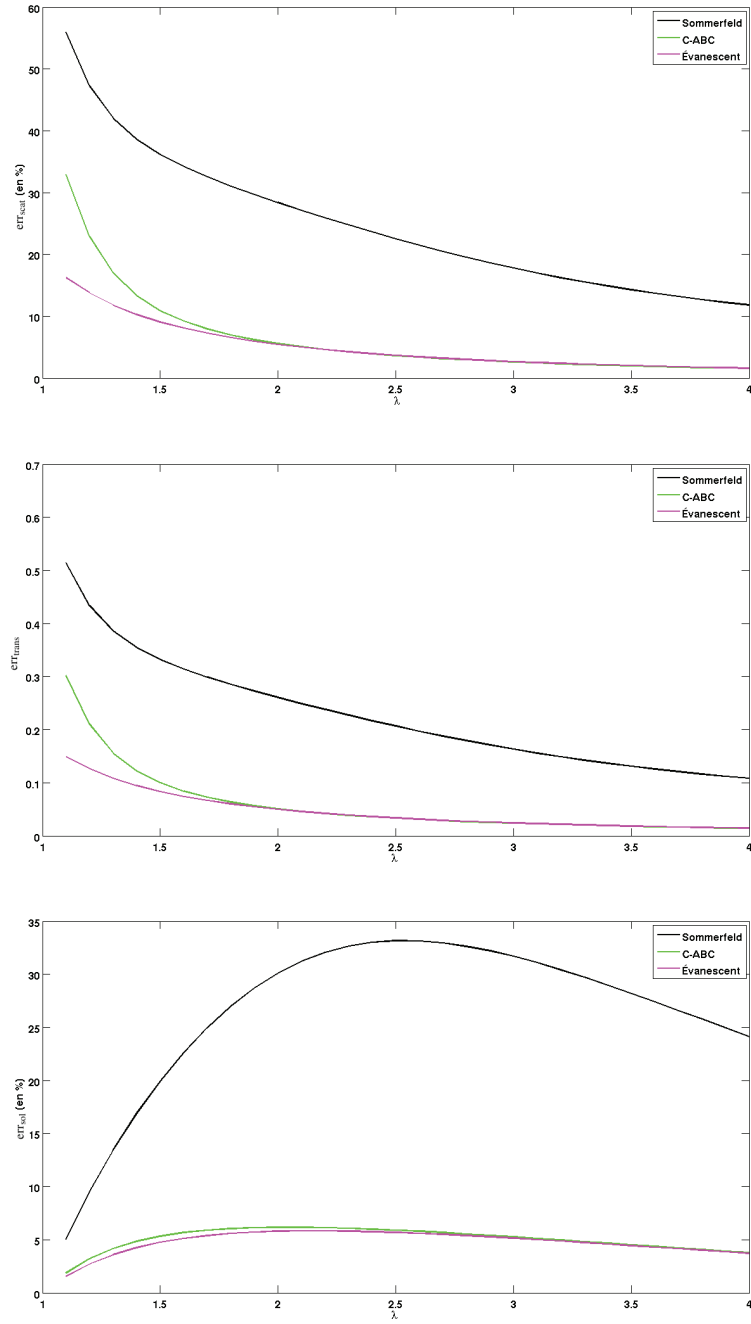 60
50
40
30
20
10
0
err_scat (en %)
1
1.5
2
2.5
3
3.5
4
λ
Sommerfeld
C-ABC
Évanescent
0.7
0.6
0.5
0.4
0.3
0.2
0.1
0
err_trans
1
1.5
2
2.5
3
3.5
4
λ
Sommerfeld
C-ABC
Évanescent
35
30
25
20
15
10
5
0
err_sol (en %)
1
1.5
2
2.5
3
3.5
4
λ
Sommerfeld
C-ABC
Évanescent